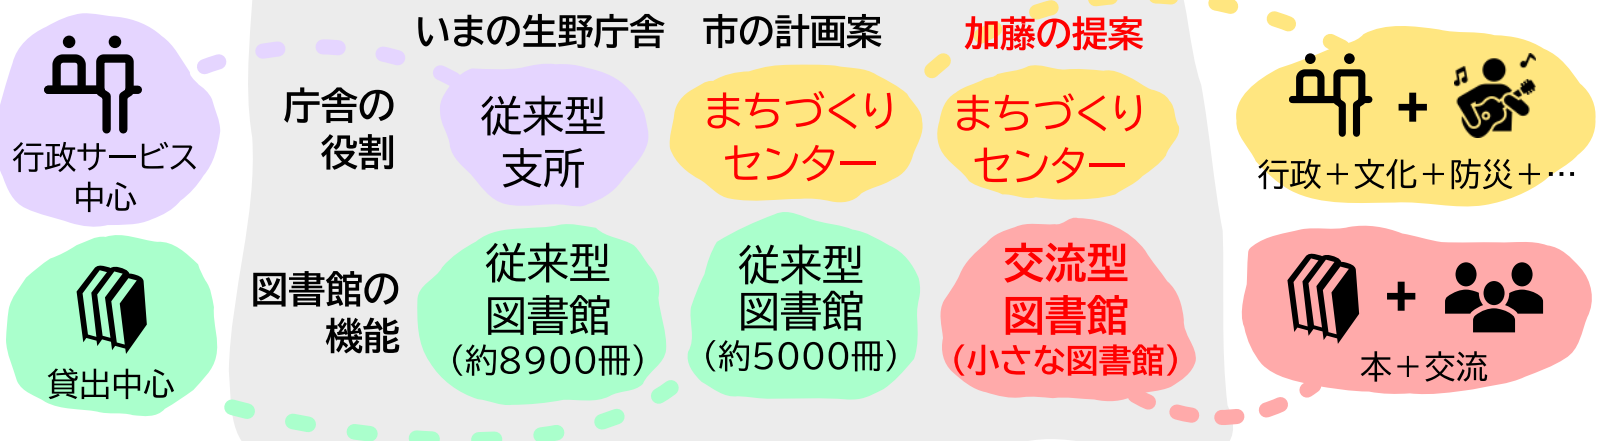 いまの生野庁舎
市の計画案
加藤の提案
庁舎の
役割
従来型
支所
まちづくり
センター
まちづくり
センター
行政サービス
中心
+
行政＋文化＋防災＋…
図書館の
機能
従来型
図書館
（約8900冊）
従来型
図書館
（約5000冊）
交流型
図書館
（小さな図書館）
貸出中心
+
本＋交流